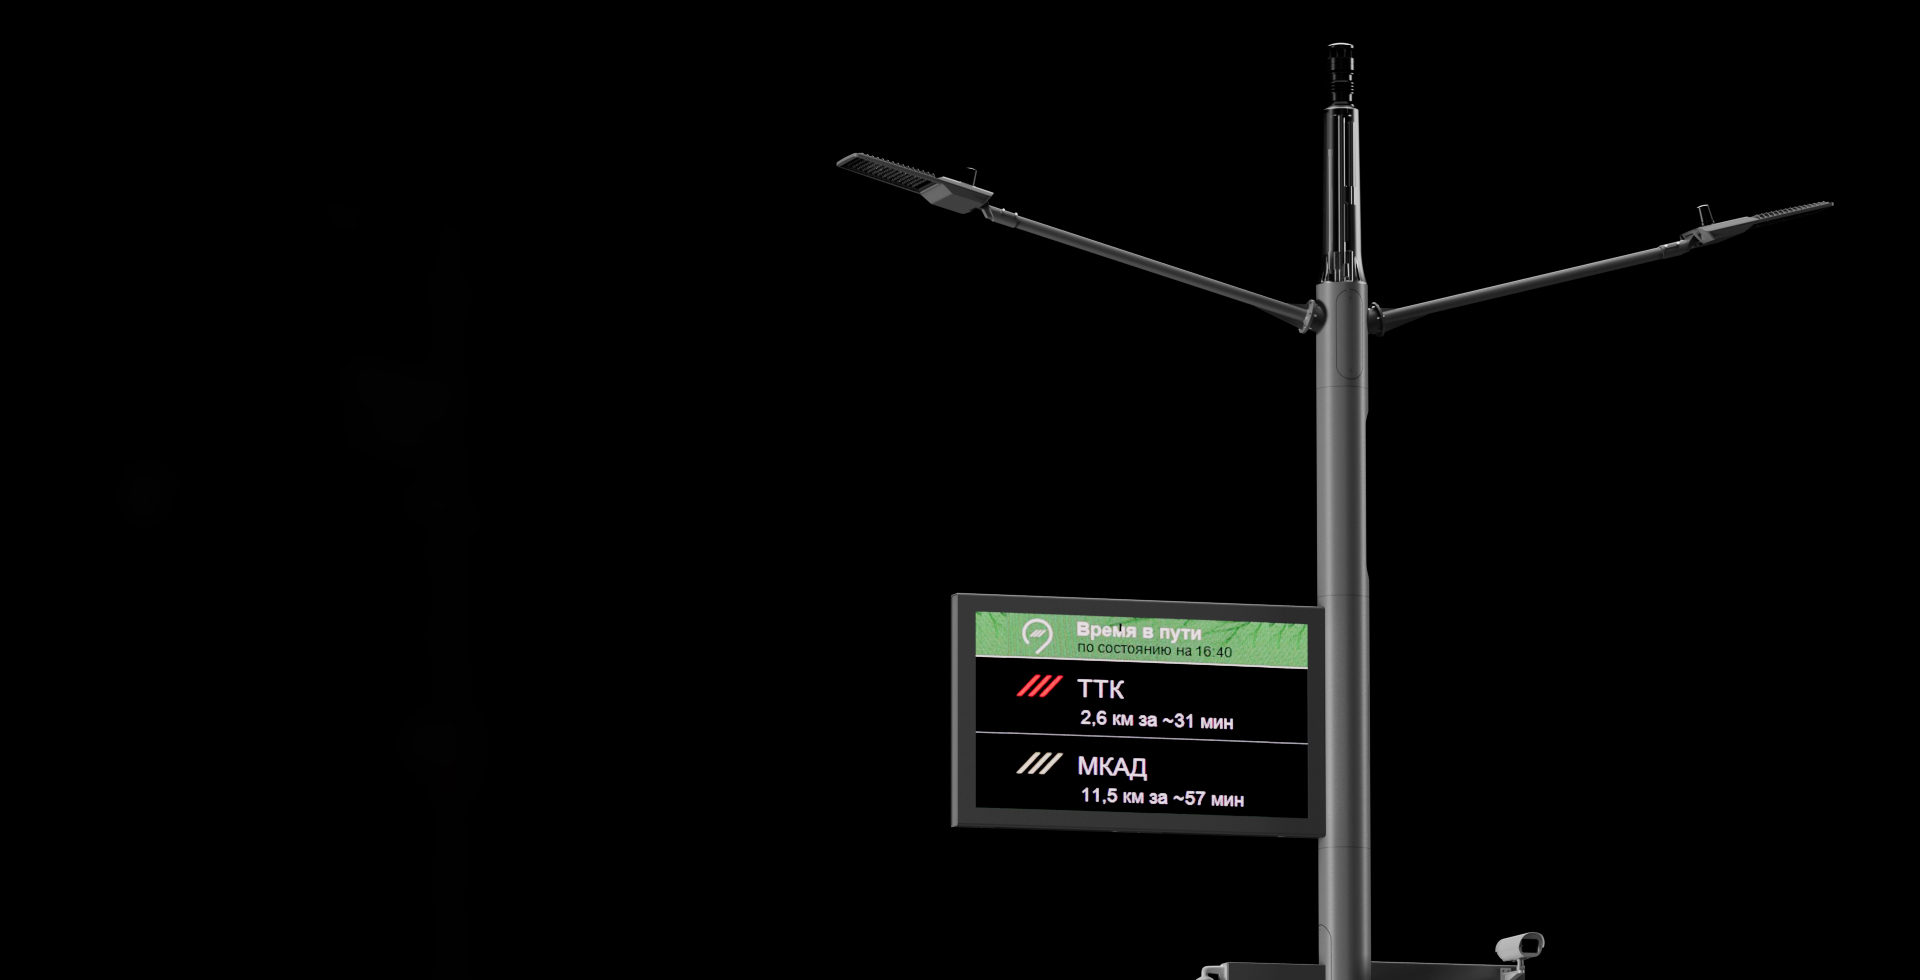 Время в пути
по состоянию на 16:40
ТТК
2,6 км за ~31 мин
МКАД
11,5 км за ~57 мин